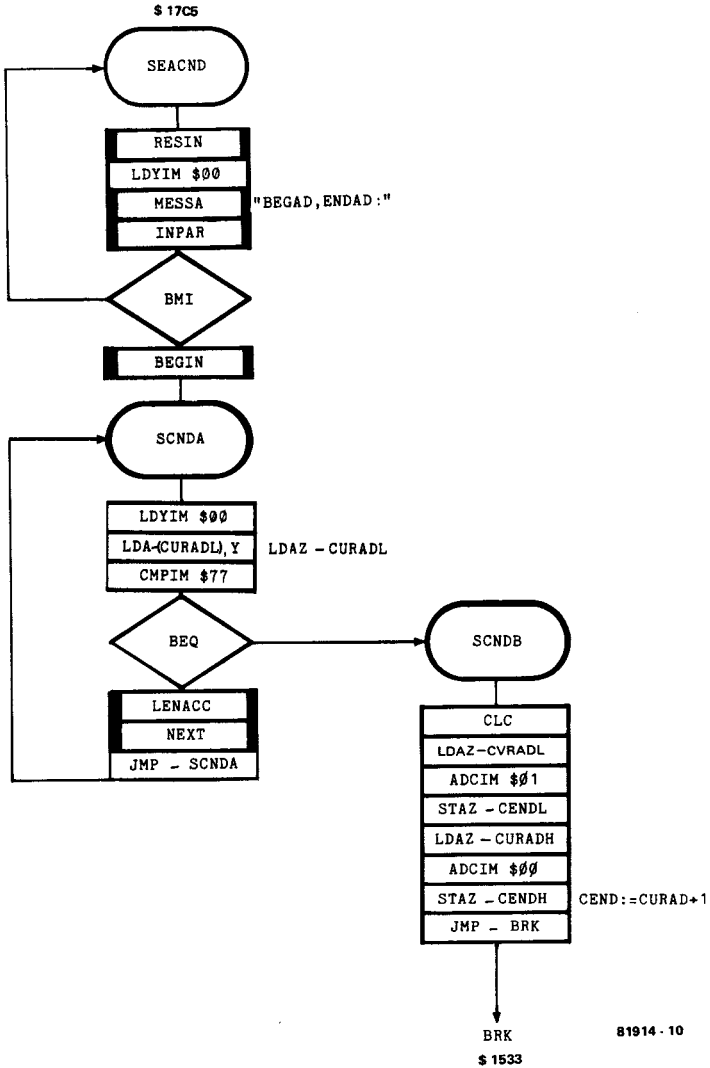 $ 17C5
SEACND
RESIN
LDYIM $ØØ
MESSA "BEGAD,ENDAD:"
INPAR
BMI
BEGIN
SCNDA
LDYIM $ØØ
LDA-(CURADL),Y LDAZ – CURADL
CMPIM $77
BEQ
LENACC
NEXT
JMP – SCNDA
SCNDB
CLC
LDAZ–CVRADL
ADCIM $Ø1
STAZ – CENDL
LDAZ – CURADH
ADCIM $ØØ
STAZ – CENDH CEND:=CURAD+1
JMP – BRK
BRK
$ 1533
81914 - 10